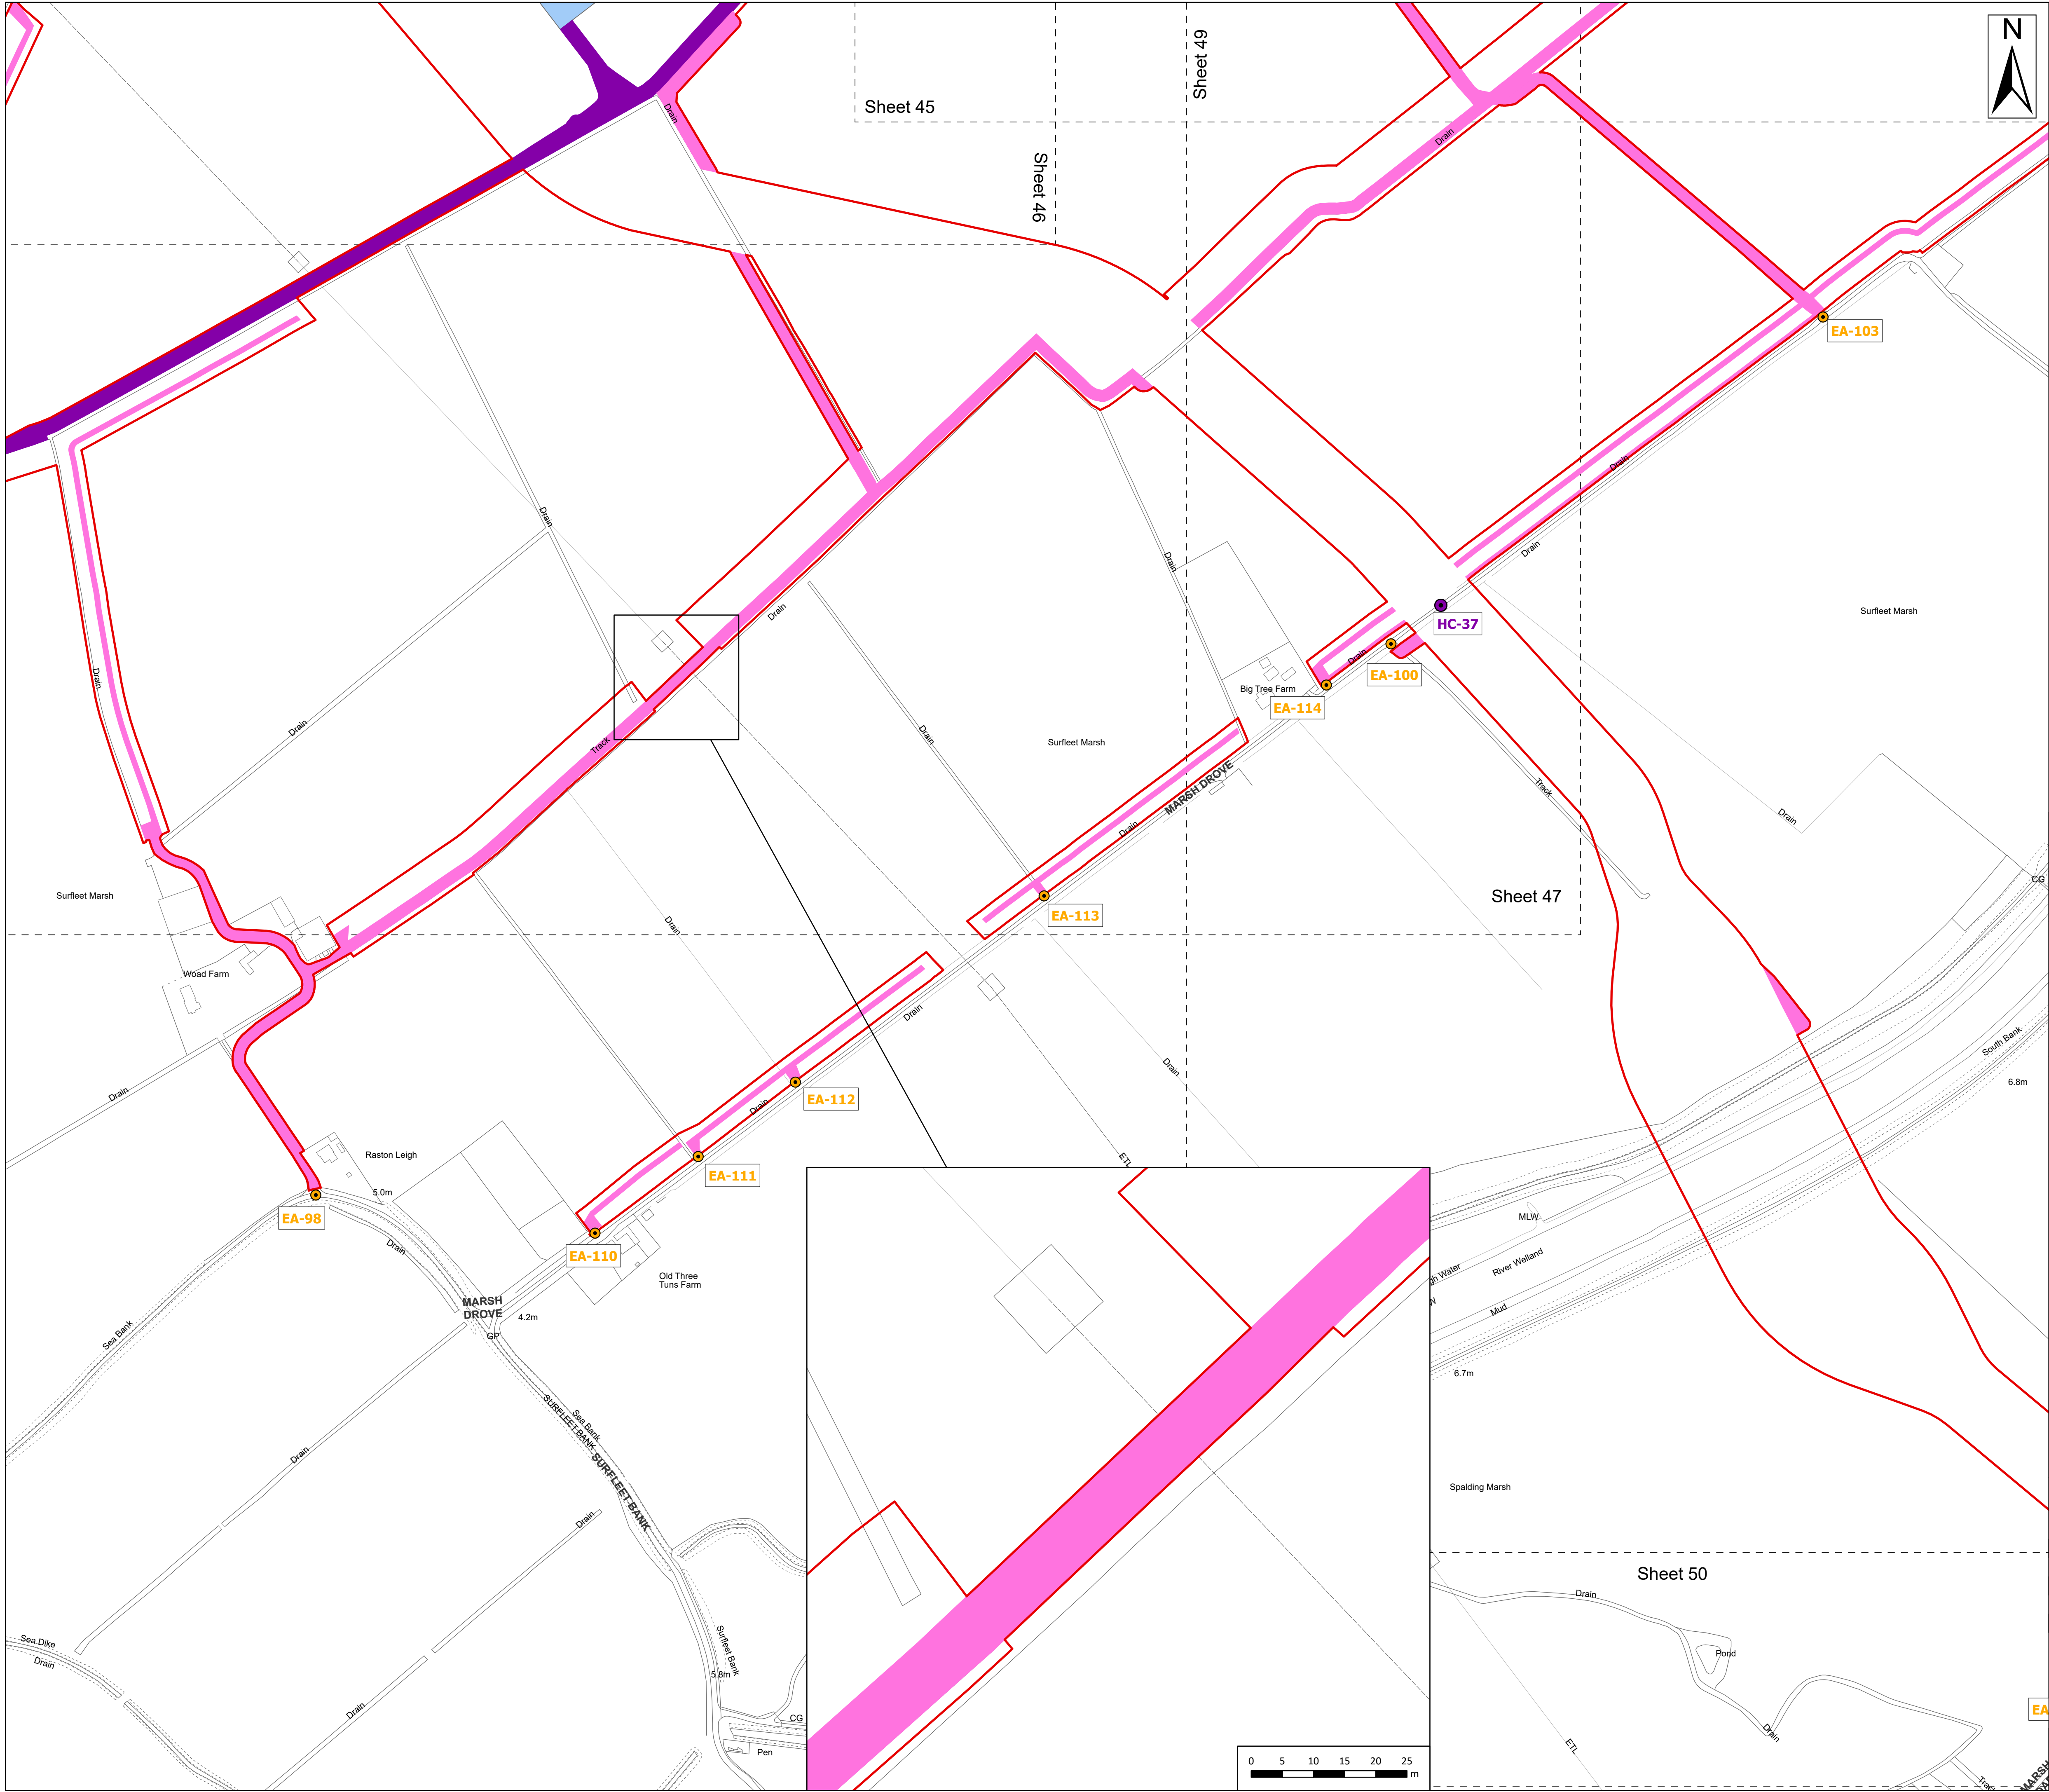 N
Sheet 49
Sheet 45
Drain
Drain
Sheet 46
EA-103
Drain
Drain
Drain
Drain
HC-37
Surfleet Marsh
Drain
Drain
EA-100
Drain
Big Tree Farm
EA-114
Drain
Drain
Track
Drain
Surfleet Marsh
MARSH DROVE
Track
Drain
Drain
Surfleet Marsh
Sheet 47
CG
EA-113
Drain
Woad Farm
Drain
South Bank
Drain
6.8m
Drain
EA-112
Drain
Raston Leigh
ETL
EA-111
5.0m
EA-98
Drain
MLW
EA-110
River Welland
gh Water
Old Three
Tuns Farm
MARSH
DROVE
4.2m
Mud
Sea Bank
GP
6.7m
Sea Bank
SURFLEET BANK
SURFLEET BANK
Drain
Spalding Marsh
Drain
Sheet 50
Drain
Sea Dike
Drain
Surfleet Bank
Pond
5.8m
Drain
CG
EA
Drain
Pen
ETL
0 5 10 15 20 25
m
MARSH